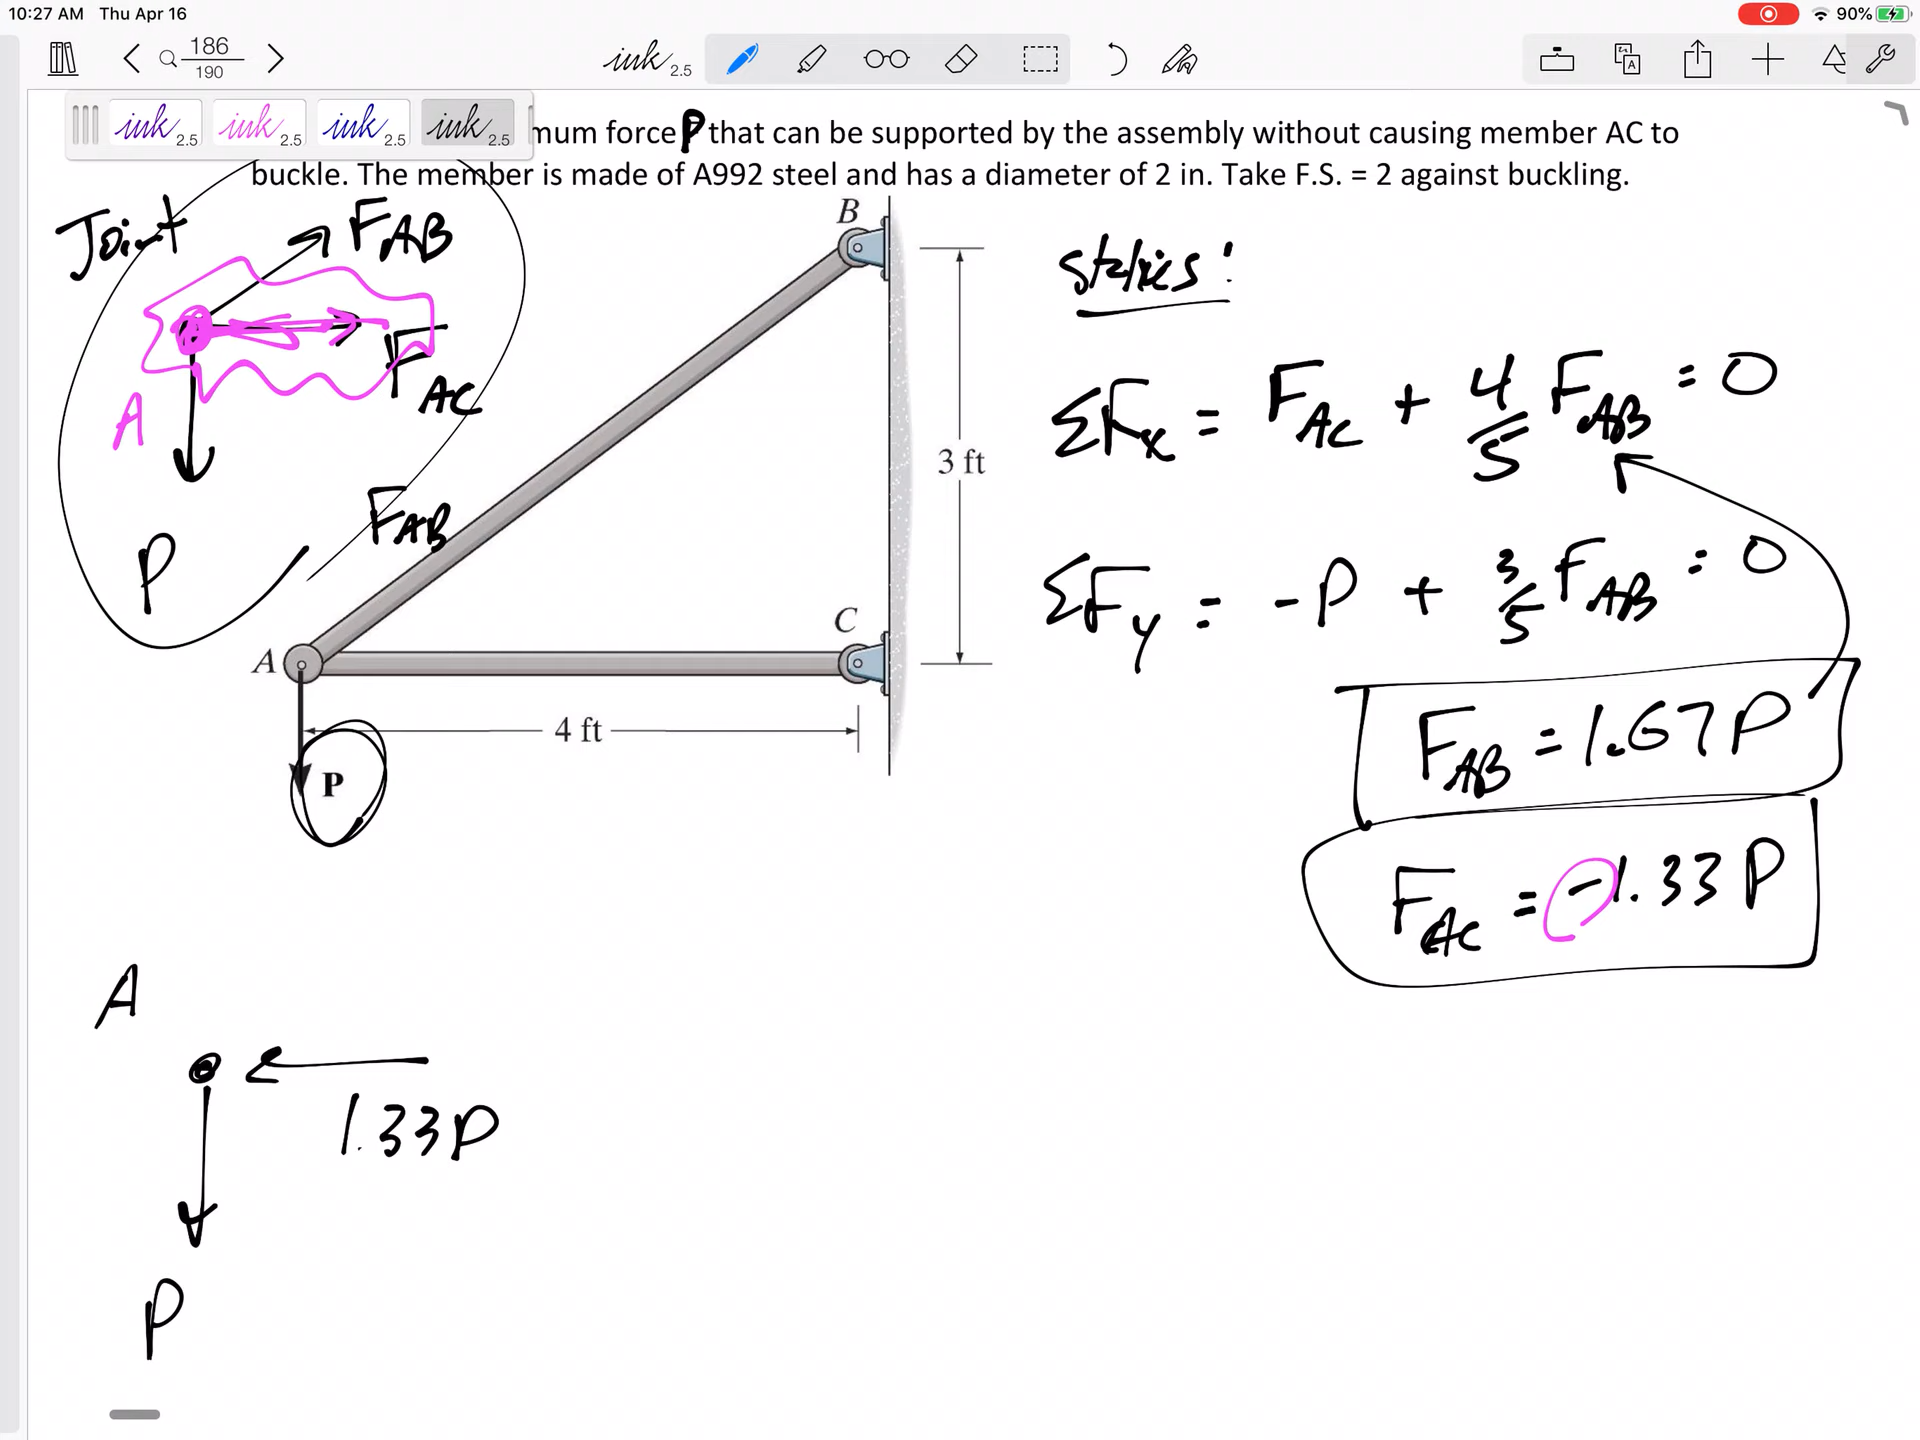 10:27 AM Thu Apr 16
90%
186
190
ink 2.5
ink 2.5 ink 2.5 ink 2.5 ink 2.5
mum force P that can be supported by the assembly without causing member AC to
buckle. The member is made of A992 steel and has a diameter of 2 in. Take F.S. = 2 against buckling.
Joint
FAB
FAC
A
P
FAB
B
3 ft
C
A
4 ft
P
Statics:
ΣFx = FAC + 4/5 FAB = 0
ΣFy = -P + 3/5 FAB = 0
FAB = 1.67P
FAC = -1.33P
A
1.33P
P